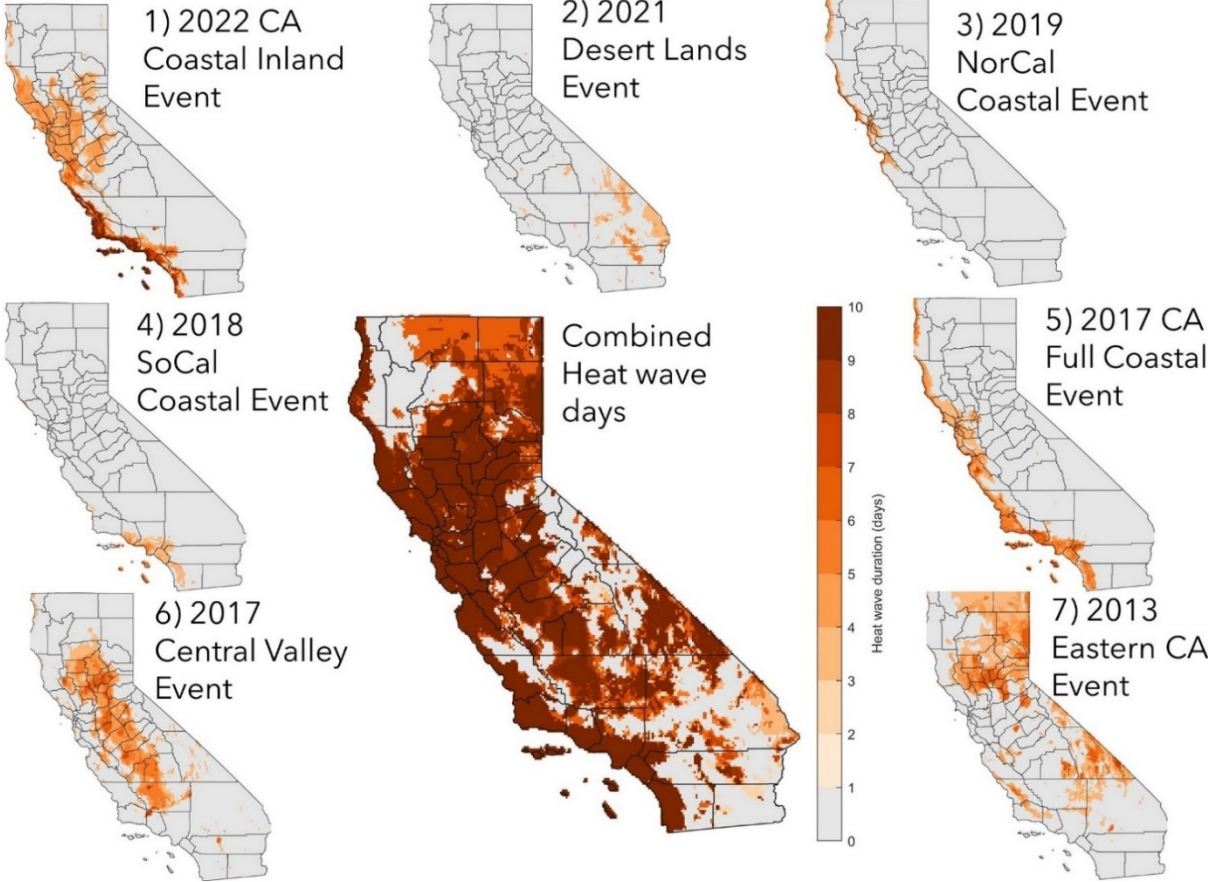 1) 2022 CA
Coastal Inland
Event
2) 2021
Desert Lands
Event
3) 2019
NorCal
Coastal Event
4) 2018
SoCal
Coastal Event
Combined
Heat wave
days
10
9
8
7
6
5
4
3
2
1
0
Heat wave duration (days)
5) 2017 CA
Full Coastal
Event
6) 2017
Central Valley
Event
7) 2013
Eastern CA
Event